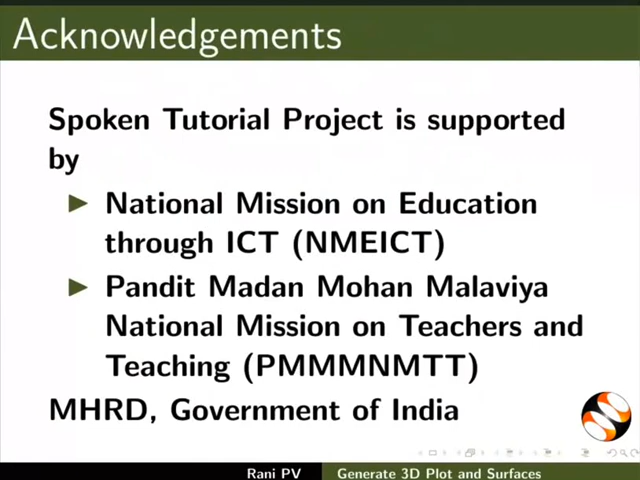 Acknowledgements
Spoken Tutorial Project is supported
by
National Mission on Education
through ICT (NMEICT)
Pandit Madan Mohan Malaviya
National Mission on Teachers and
Teaching (PMMMNMTT)
MHRD, Government of India
Rani PV Generate 3D Plot and Surfaces